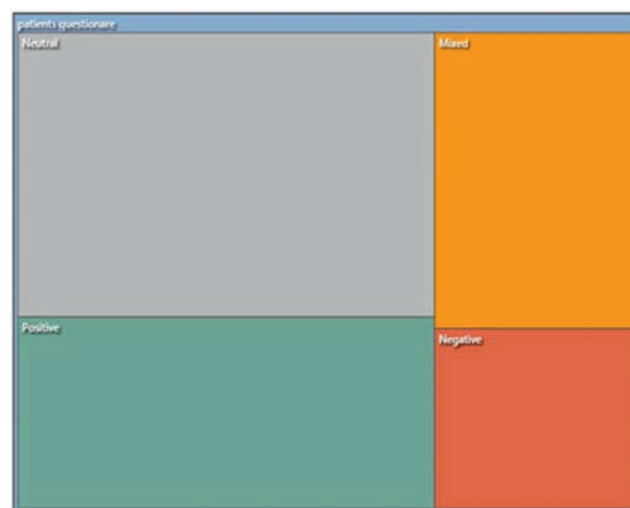 patients questionare
Neutral
Mixed
Positive
Negative